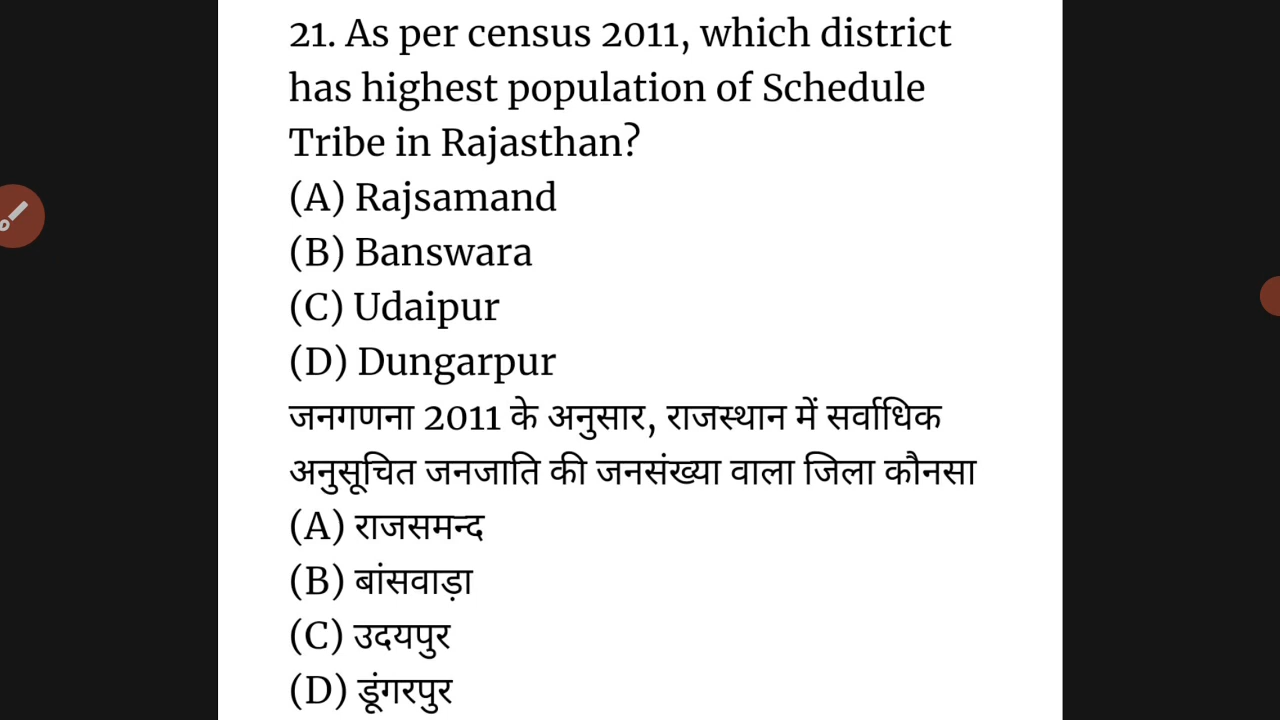 21. As per census 2011, which district
has highest population of Schedule
Tribe in Rajasthan?
(A) Rajsamand
(B) Banswara
(C) Udaipur
(D) Dungarpur
जनगणना 2011 के अनुसार, राजस्थान में सर्वाधिक
अनुसूचित जनजाति की जनसंख्या वाला जिला कौनसा
(A) राजसमन्द
(B) बांसवाड़ा
(C) उदयपुर
(D) डूंगरपुर